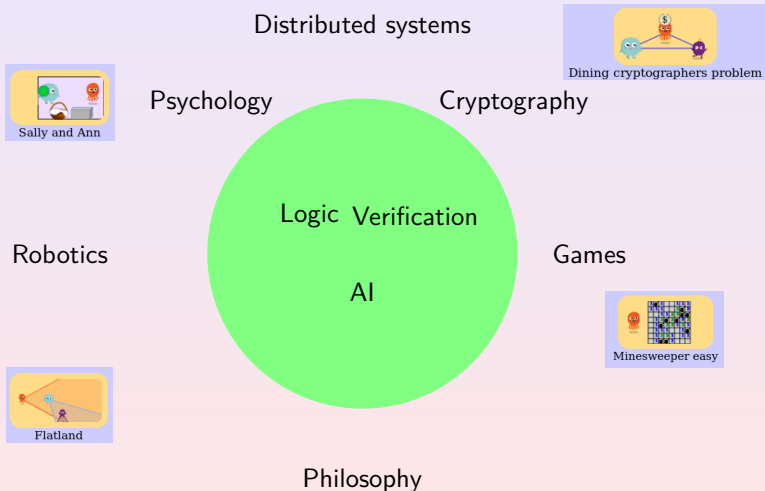 Distributed systems
Dining cryptographers problem
Psychology
Cryptography
Sally and Ann
Logic
Verification
Robotics
Games
AI
Minesweeper easy
Flatland
Philosophy